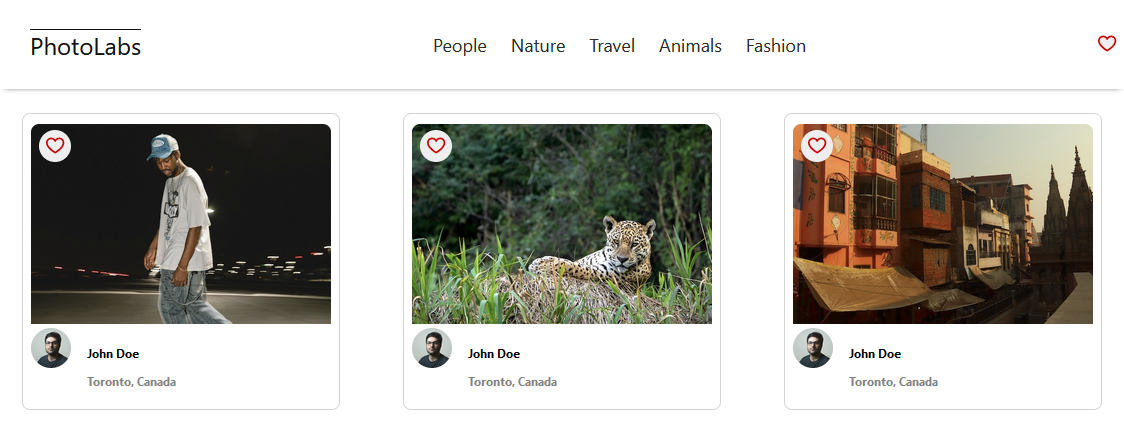 PhotoLabs
People Nature Travel Animals Fashion
John Doe
Toronto, Canada
John Doe
Toronto, Canada
John Doe
Toronto, Canada